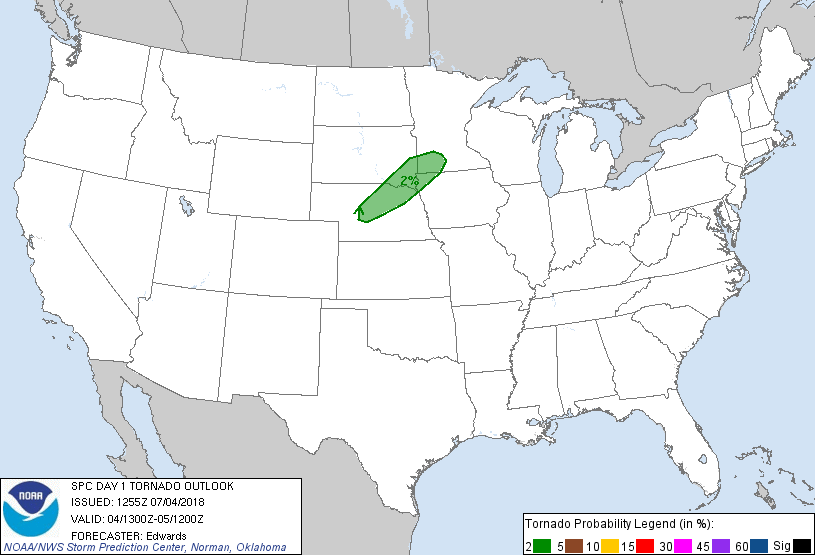 2%
NOAA
SPC DAY 1 TORNADO OUTLOOK
ISSUED: 1255Z 07/04/2018
VALID: 04/1300Z-05/1200Z
FORECASTER: Edwards
NOAA/NWS Storm Prediction Center, Norman, Oklahoma
Tornado Probability Legend (in %):
2 5 10 15 30 45 60 Sig